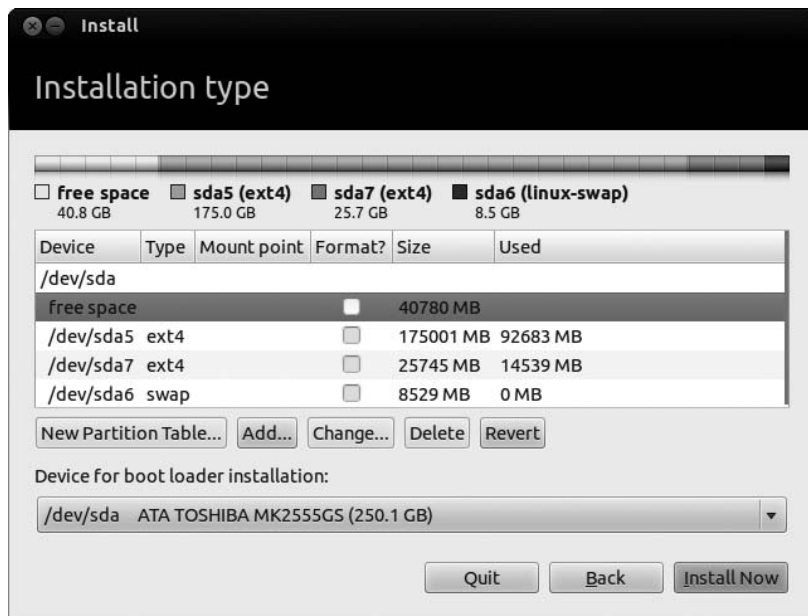 Install
Installation type
free space sda5 (ext4) sda7 (ext4) sda6 (linux-swap)
40.8 GB 175.0 GB 25.7 GB 8.5 GB
Device Type Mount point Format? Size Used
/dev/sda
free space 40780 MB
/dev/sda5 ext4 175001 MB 92683 MB
/dev/sda7 ext4 25745 MB 14539 MB
/dev/sda6 swap 8529 MB 0 MB
New Partition Table... Add... Change... Delete Revert
Device for boot loader installation:
/dev/sda ATA TOSHIBA MK2555GS (250.1 GB)
Quit Back Install Now